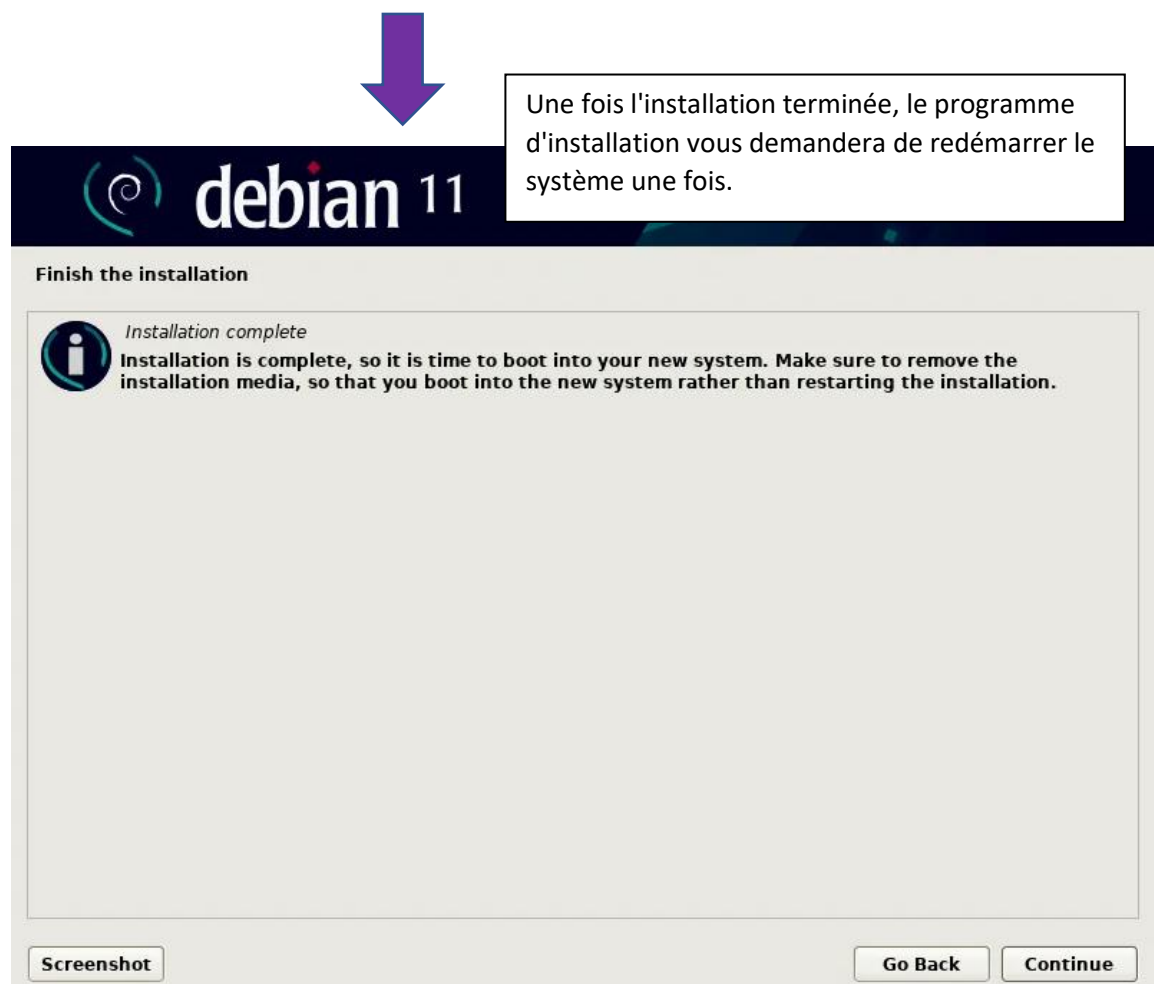 Une fois l'installation terminée, le programme
d'installation vous demandera de redémarrer le
système une fois.
debian 11
Finish the installation
Installation complete
Installation is complete, so it is time to boot into your new system. Make sure to remove the
installation media, so that you boot into the new system rather than restarting the installation.
Screenshot
Go Back
Continue